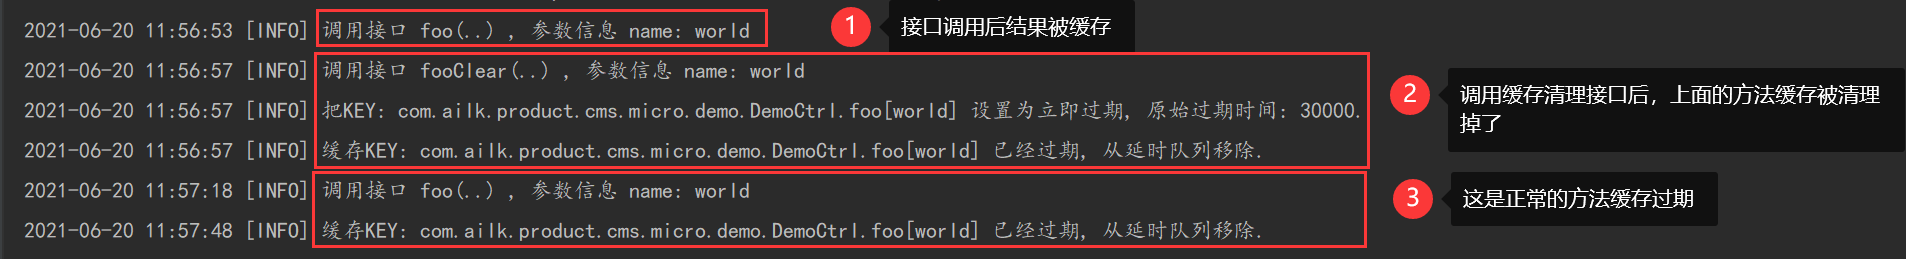 2021-06-20 11:56:53 [INFO] 调用接口 foo(..) , 参数信息 name: world
1 接口调用后结果被缓存
2021-06-20 11:56:57 [INFO] 调用接口 fooClear(..) , 参数信息 name: world
2021-06-20 11:56:57 [INFO] 把KEY: com.ailk.product.cms.micro.demo.DemoCtrl.foo[world] 设置为立即过期, 原始过期时间: 30000.
2021-06-20 11:56:57 [INFO] 缓存KEY: com.ailk.product.cms.micro.demo.DemoCtrl.foo[world] 已经过期, 从延时队列移除.
2 调用缓存清理接口后，上面的方法缓存被清理
掉了
2021-06-20 11:57:18 [INFO] 调用接口 foo(..) , 参数信息 name: world
2021-06-20 11:57:48 [INFO] 缓存KEY: com.ailk.product.cms.micro.demo.DemoCtrl.foo[world] 已经过期, 从延时队列移除.
3 这是正常的方法缓存过期